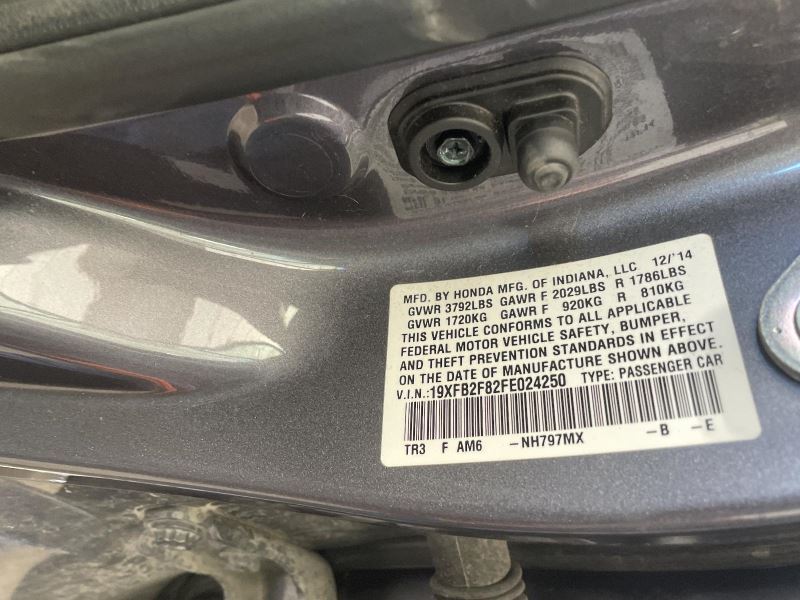 MFD. BY HONDA MFG. OF INDIANA, LLC 12/'14
GVWR 3792LBS GAWR F 2029LBS R 1786LBS
GVWR 1720KG GAWR F 920KG R 810KG
THIS VEHICLE CONFORMS TO ALL APPLICABLE
FEDERAL MOTOR VEHICLE SAFETY, BUMPER,
AND THEFT PREVENTION STANDARDS IN EFFECT
ON THE DATE OF MANUFACTURE SHOWN ABOVE.
V.I.N.:19XFB2F82FE024250 TYPE: PASSENGER CAR
TR3 F AM6 -NH797MX -B -E